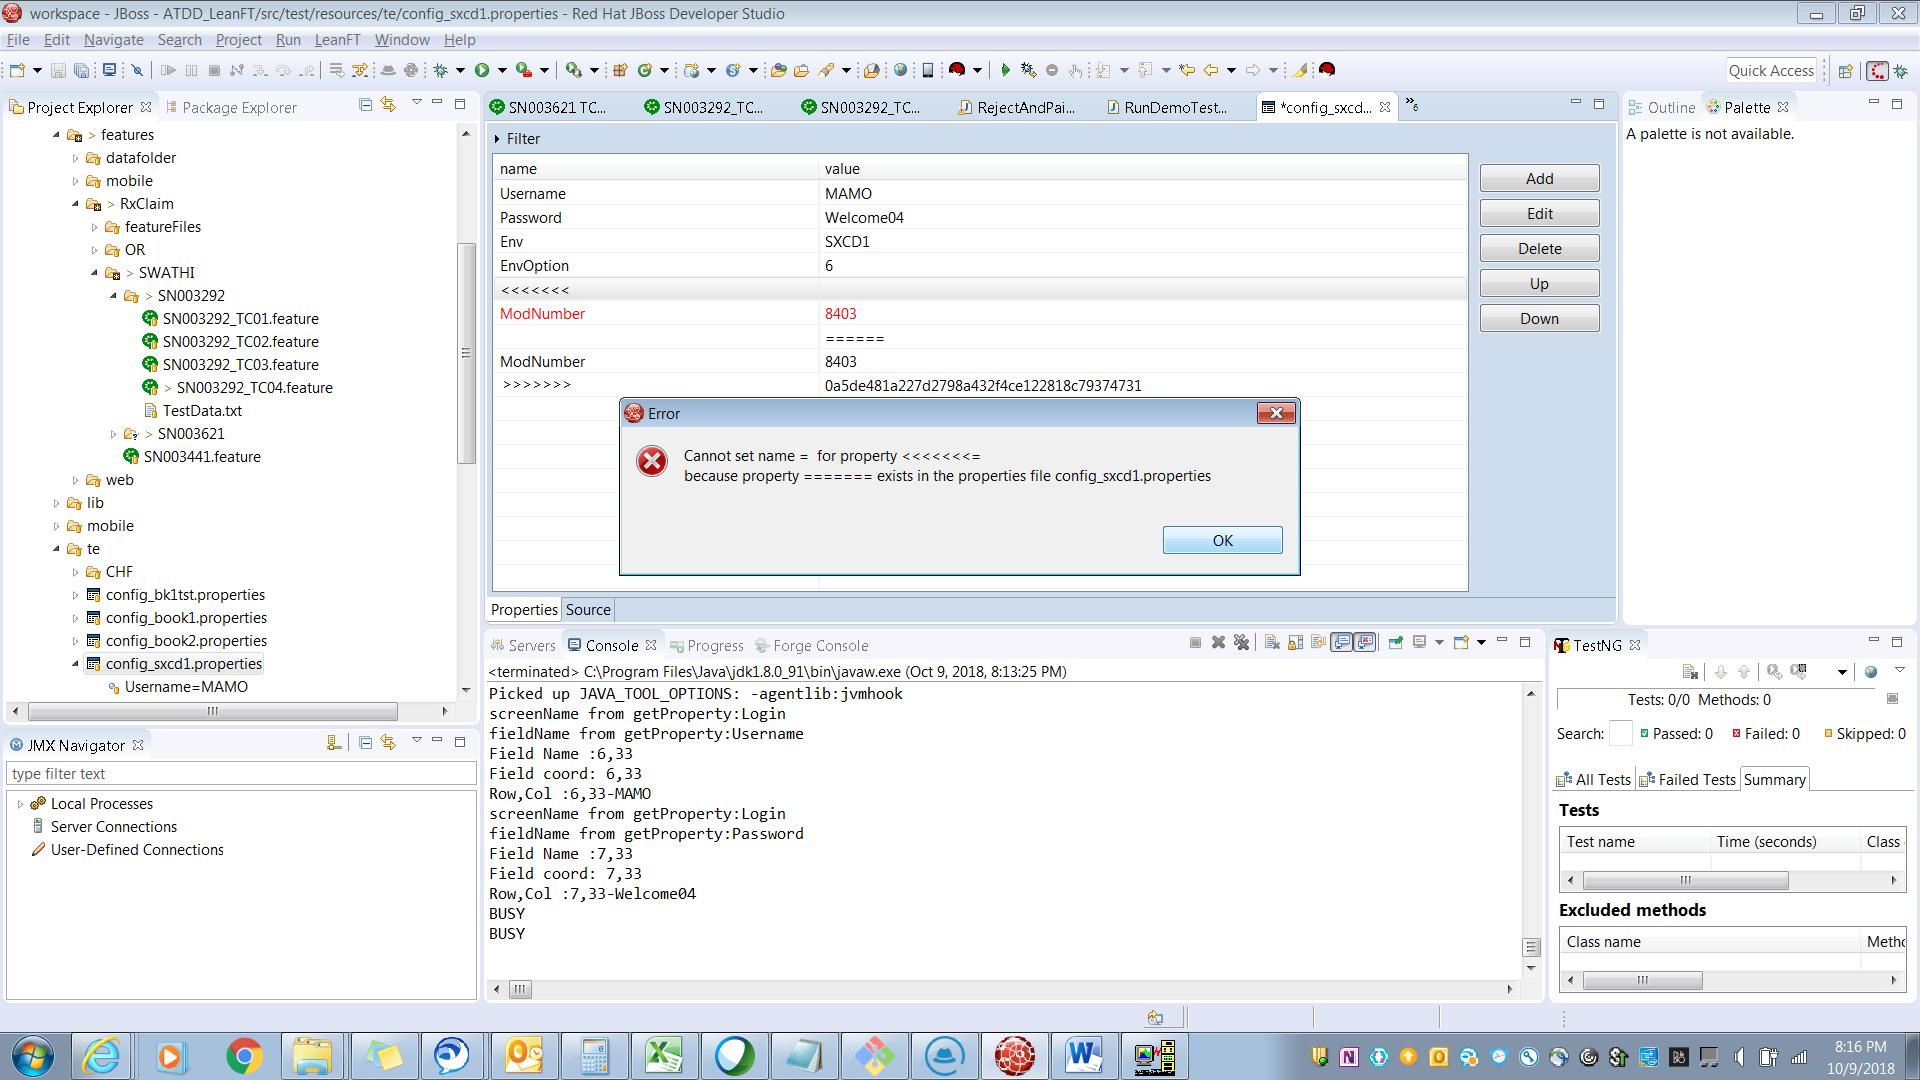 workspace - JBoss - ATDD_LeanFT/src/test/resources/te/config_sxcd1.properties - Red Hat JBoss Developer Studio
File Edit Navigate Search Project Run LeanFT Window Help
Quick Access
Project Explorer Package Explorer
> features
datafolder
mobile
> RxClaim
featureFiles
OR
> SWATHI
> SN003292
SN003292_TC01.feature
SN003292_TC02.feature
SN003292_TC03.feature
> SN003292_TC04.feature
TestData.txt
> SN003621
SN003441.feature
web
lib
mobile
te
CHF
config_bk1tst.properties
config_book1.properties
config_book2.properties
config_sxcd1.properties
Username=MAMO
JMX Navigator
type filter text
Local Processes
Server Connections
User-Defined Connections
SN003621 TC... SN003292_TC... SN003292_TC... RejectAndPai... RunDemoTest... *config_sxcd... »6
Filter
name value
Username MAMO
Password Welcome04
Env SXCD1
EnvOption 6
<<<<<<<
ModNumber 8403
======
ModNumber 8403
>>>>>>> 0a5de481a227d2798a432f4ce122818c79374731
Add
Edit
Delete
Up
Down
Error
Cannot set name =  for property <<<<<<<=
because property ======= exists in the properties file config_sxcd1.properties
OK
Properties Source
Outline Palette
A palette is not available.
Servers Console Progress Forge Console
<terminated> C:\Program Files\Java\jdk1.8.0_91\bin\javaw.exe (Oct 9, 2018, 8:13:25 PM)
Picked up JAVA_TOOL_OPTIONS: -agentlib:jvmhook
screenName from getProperty:Login
fieldName from getProperty:Username
Field Name :6,33
Field coord: 6,33
Row,Col :6,33-MAMO
screenName from getProperty:Login
fieldName from getProperty:Password
Field Name :7,33
Field coord: 7,33
Row,Col :7,33-Welcome04
BUSY
BUSY
TestNG
Tests: 0/0 Methods: 0
Search: Passed: 0 Failed: 0 Skipped: 0
All Tests Failed Tests Summary
Tests
Test name Time (seconds) Class
Excluded methods
Class name
8:16 PM
10/9/2018